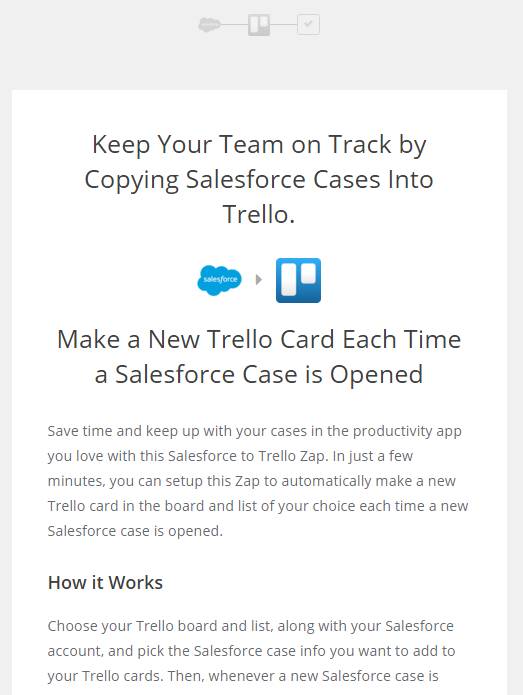 Keep Your Team on Track by
Copying Salesforce Cases Into
Trello.
salesforce
Make a New Trello Card Each Time
a Salesforce Case is Opened
Save time and keep up with your cases in the productivity app
you love with this Salesforce to Trello Zap. In just a few
minutes, you can setup this Zap to automatically make a new
Trello card in the board and list of your choice each time a new
Salesforce case is opened.
How it Works
Choose your Trello board and list, along with your Salesforce
account, and pick the Salesforce case info you want to add to
your Trello cards. Then, whenever a new Salesforce case is